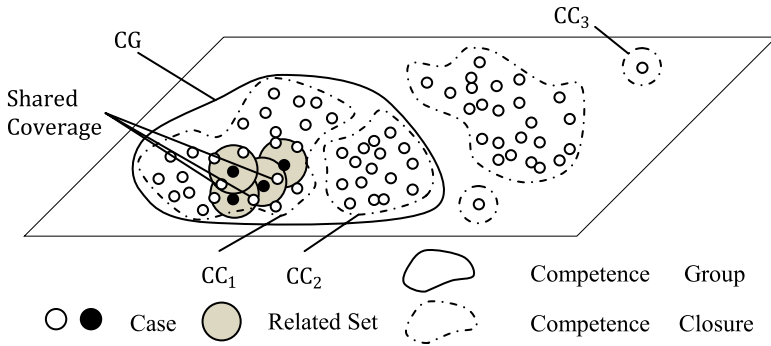 CC₃
CG
Shared
Coverage
CC₁ CC₂
Competence Group
Case Related Set Competence Closure